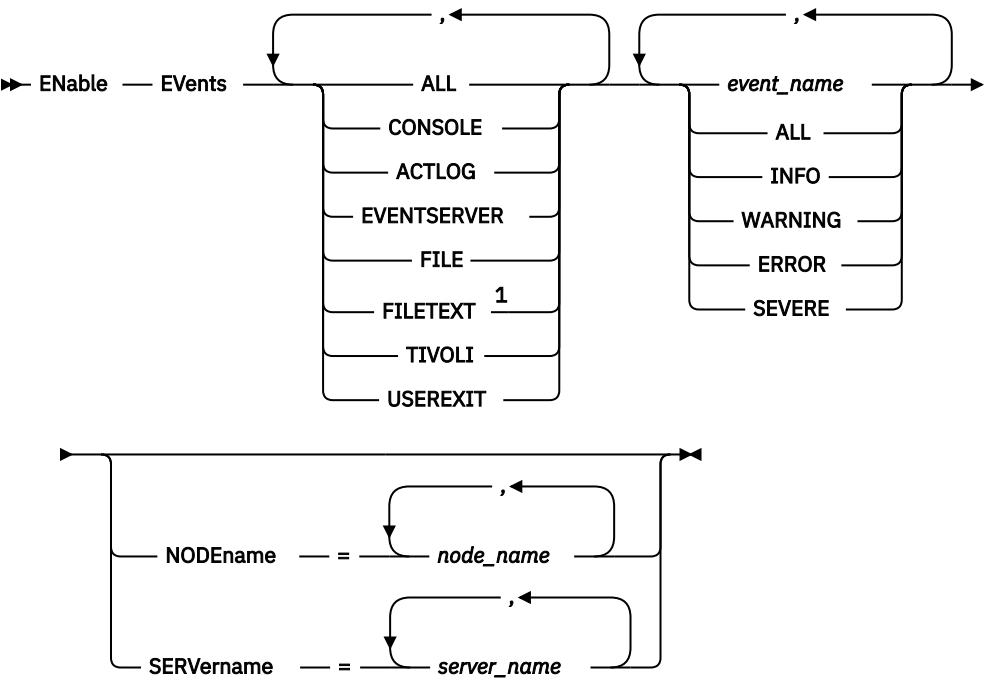 , ,
ENable EVents ALL event_name
CONSOLE ALL
ACTLOG INFO
EVENTSERVER WARNING
FILE ERROR
FILETEXT 1 SEVERE
TIVOLI
USEREXIT
,
NODEname = node_name
,
SERVername = server_name